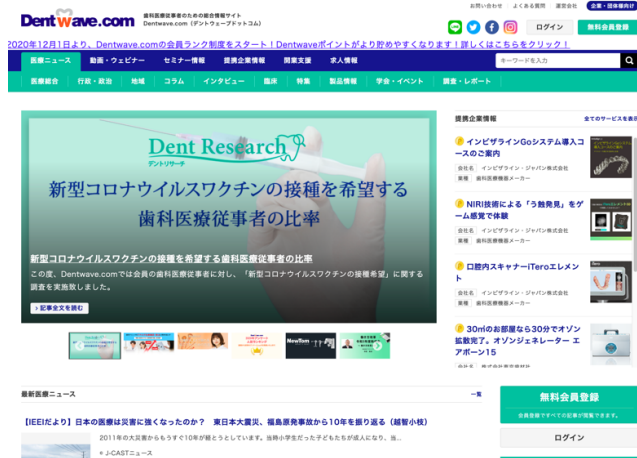 お問い合わせ | よくある質問 | 運営会社 企業・団体様向け
Dentwave.com 歯科医療従事者のための総合情報サイト
Dentwave.com(デントウェーブドットコム)
ログイン 無料会員登録
2020年12月1日より、Dentwave.comの会員ランク制度をスタート！Dentwaveポイントがより貯めやすくなります！詳しくはこちらをクリック！
医療ニュース 動画・ウェビナー セミナー情報 提携企業情報 開業支援 求人情報 キーワードを入力
医療総合 行政・政治 地域 コラム インタビュー 臨床 特集 製品情報 学会・イベント 調査・レポート
Dent Research
デントリサーチ
新型コロナウイルスワクチンの接種を希望する
歯科医療従事者の比率
新型コロナウイルスワクチンの接種を希望する歯科医療従事者の比率
この度、Dentwave.comでは会員の歯科医療従事者に対し、「新型コロナウイルスワクチンの接種希望」に関する
調査を実施致しました。
記事全文を読む
NewTom
提携企業情報 全てのサービスを表示
インビザラインGoシステム導入コ
ースのご案内
会社名 インビザライン・ジャパン株式会社
業種 歯科医療機器メーカー
NIRI技術による「う蝕発見」をゲ
ーム感覚で体験
会社名 インビザライン・ジャパン株式会社
業種 歯科医療機器メーカー
口腔内スキャナーiTeroエレメン
ト
会社名 インビザライン・ジャパン株式会社
業種 歯科医療機器メーカー
30㎡のお部屋なら30分でオゾン
拡散完了。オゾンジェネレーター エ
アボーン15
最新医療ニュース 一覧
【IEEIだより】日本の医療は災害に強くなったのか？ 東日本大震災、福島原発事故から10年を振り返る（越智小枝）
2011年の大災害からもうすぐ10年が経とうとしています。当時小学生だった子どもたちが成人になり、当...
J-CASTニュース
無料会員登録
会員登録ですべての記事が閲覧できます。
ログイン